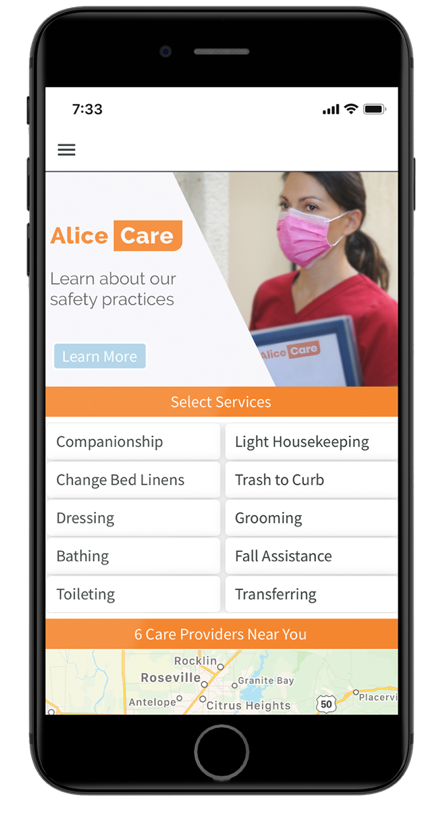 7:33
Alice Care
Learn about our
safety practices
Learn More
Alice Care
Select Services
Companionship
Light Housekeeping
Change Bed Linens
Trash to Curb
Dressing
Grooming
Bathing
Fall Assistance
Toileting
Transferring
6 Care Providers Near You
Rocklin
Roseville
Granite Bay
Antelope
Citrus Heights
50
Placervi